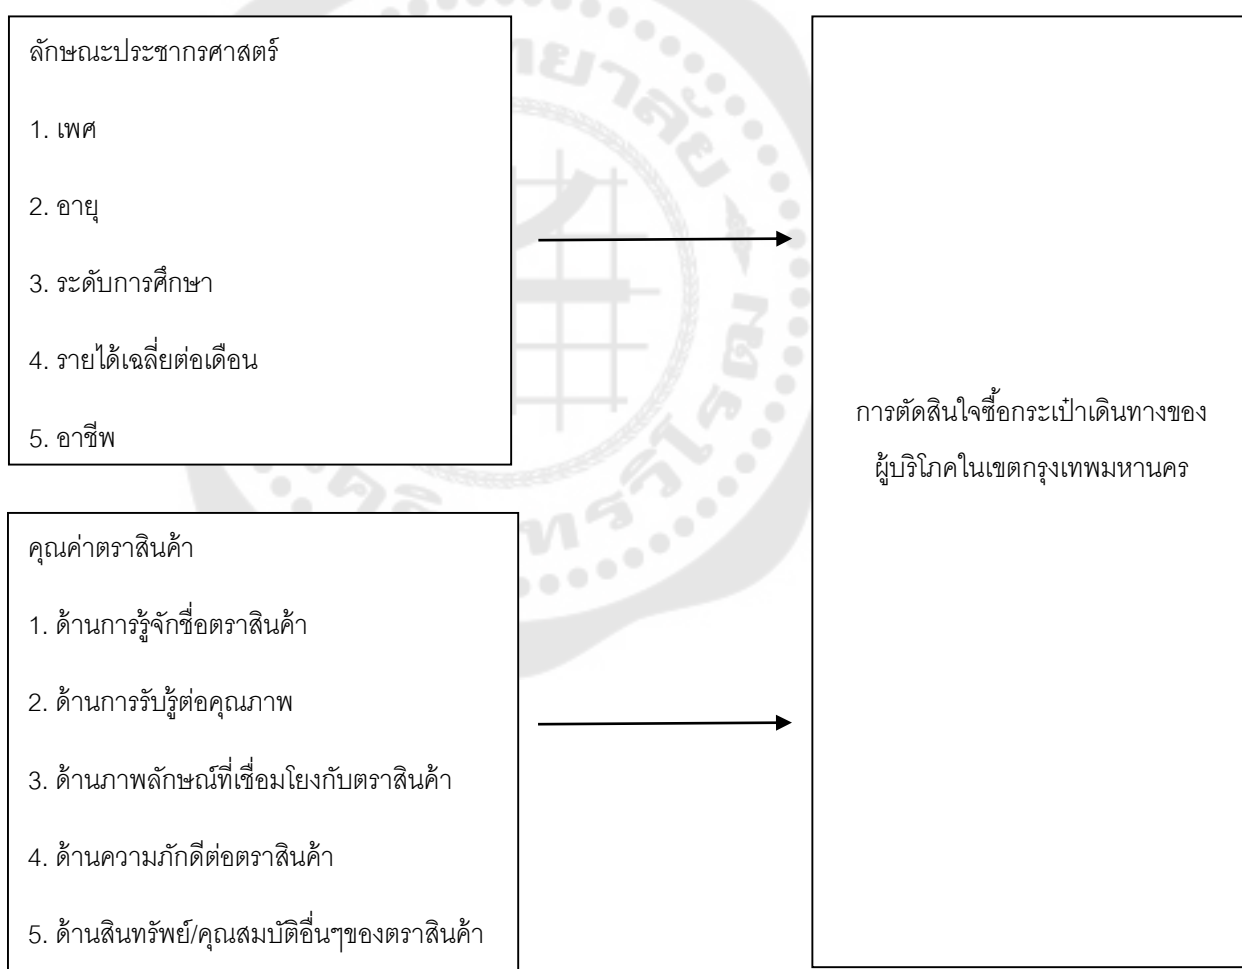 ลักษณะประชากรศาสตร์
1. เพศ
2. อายุ
3. ระดับการศึกษา
4. รายได้เฉลี่ยต่อเดือน
5. อาชีพ
คุณค่าตราสินค้า
1. ด้านการรู้จักชื่อตราสินค้า
2. ด้านการรับรู้ต่อคุณภาพ
3. ด้านภาพลักษณ์ที่เชื่อมโยงกับตราสินค้า
4. ด้านความภักดีต่อตราสินค้า
5. ด้านสินทรัพย์/คุณสมบัติอื่นๆของตราสินค้า
การตัดสินใจซื้อกระเป๋าเดินทางของ
ผู้บริโภคในเขตกรุงเทพมหานคร